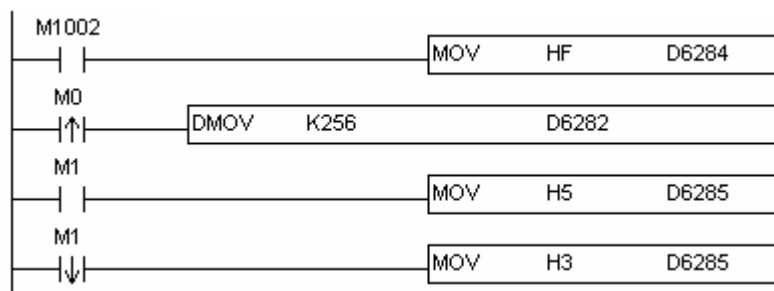 M1002
MOV HF D6284
M0
DMOV K256 D6282
M1
MOV H5 D6285
M1
MOV H3 D6285